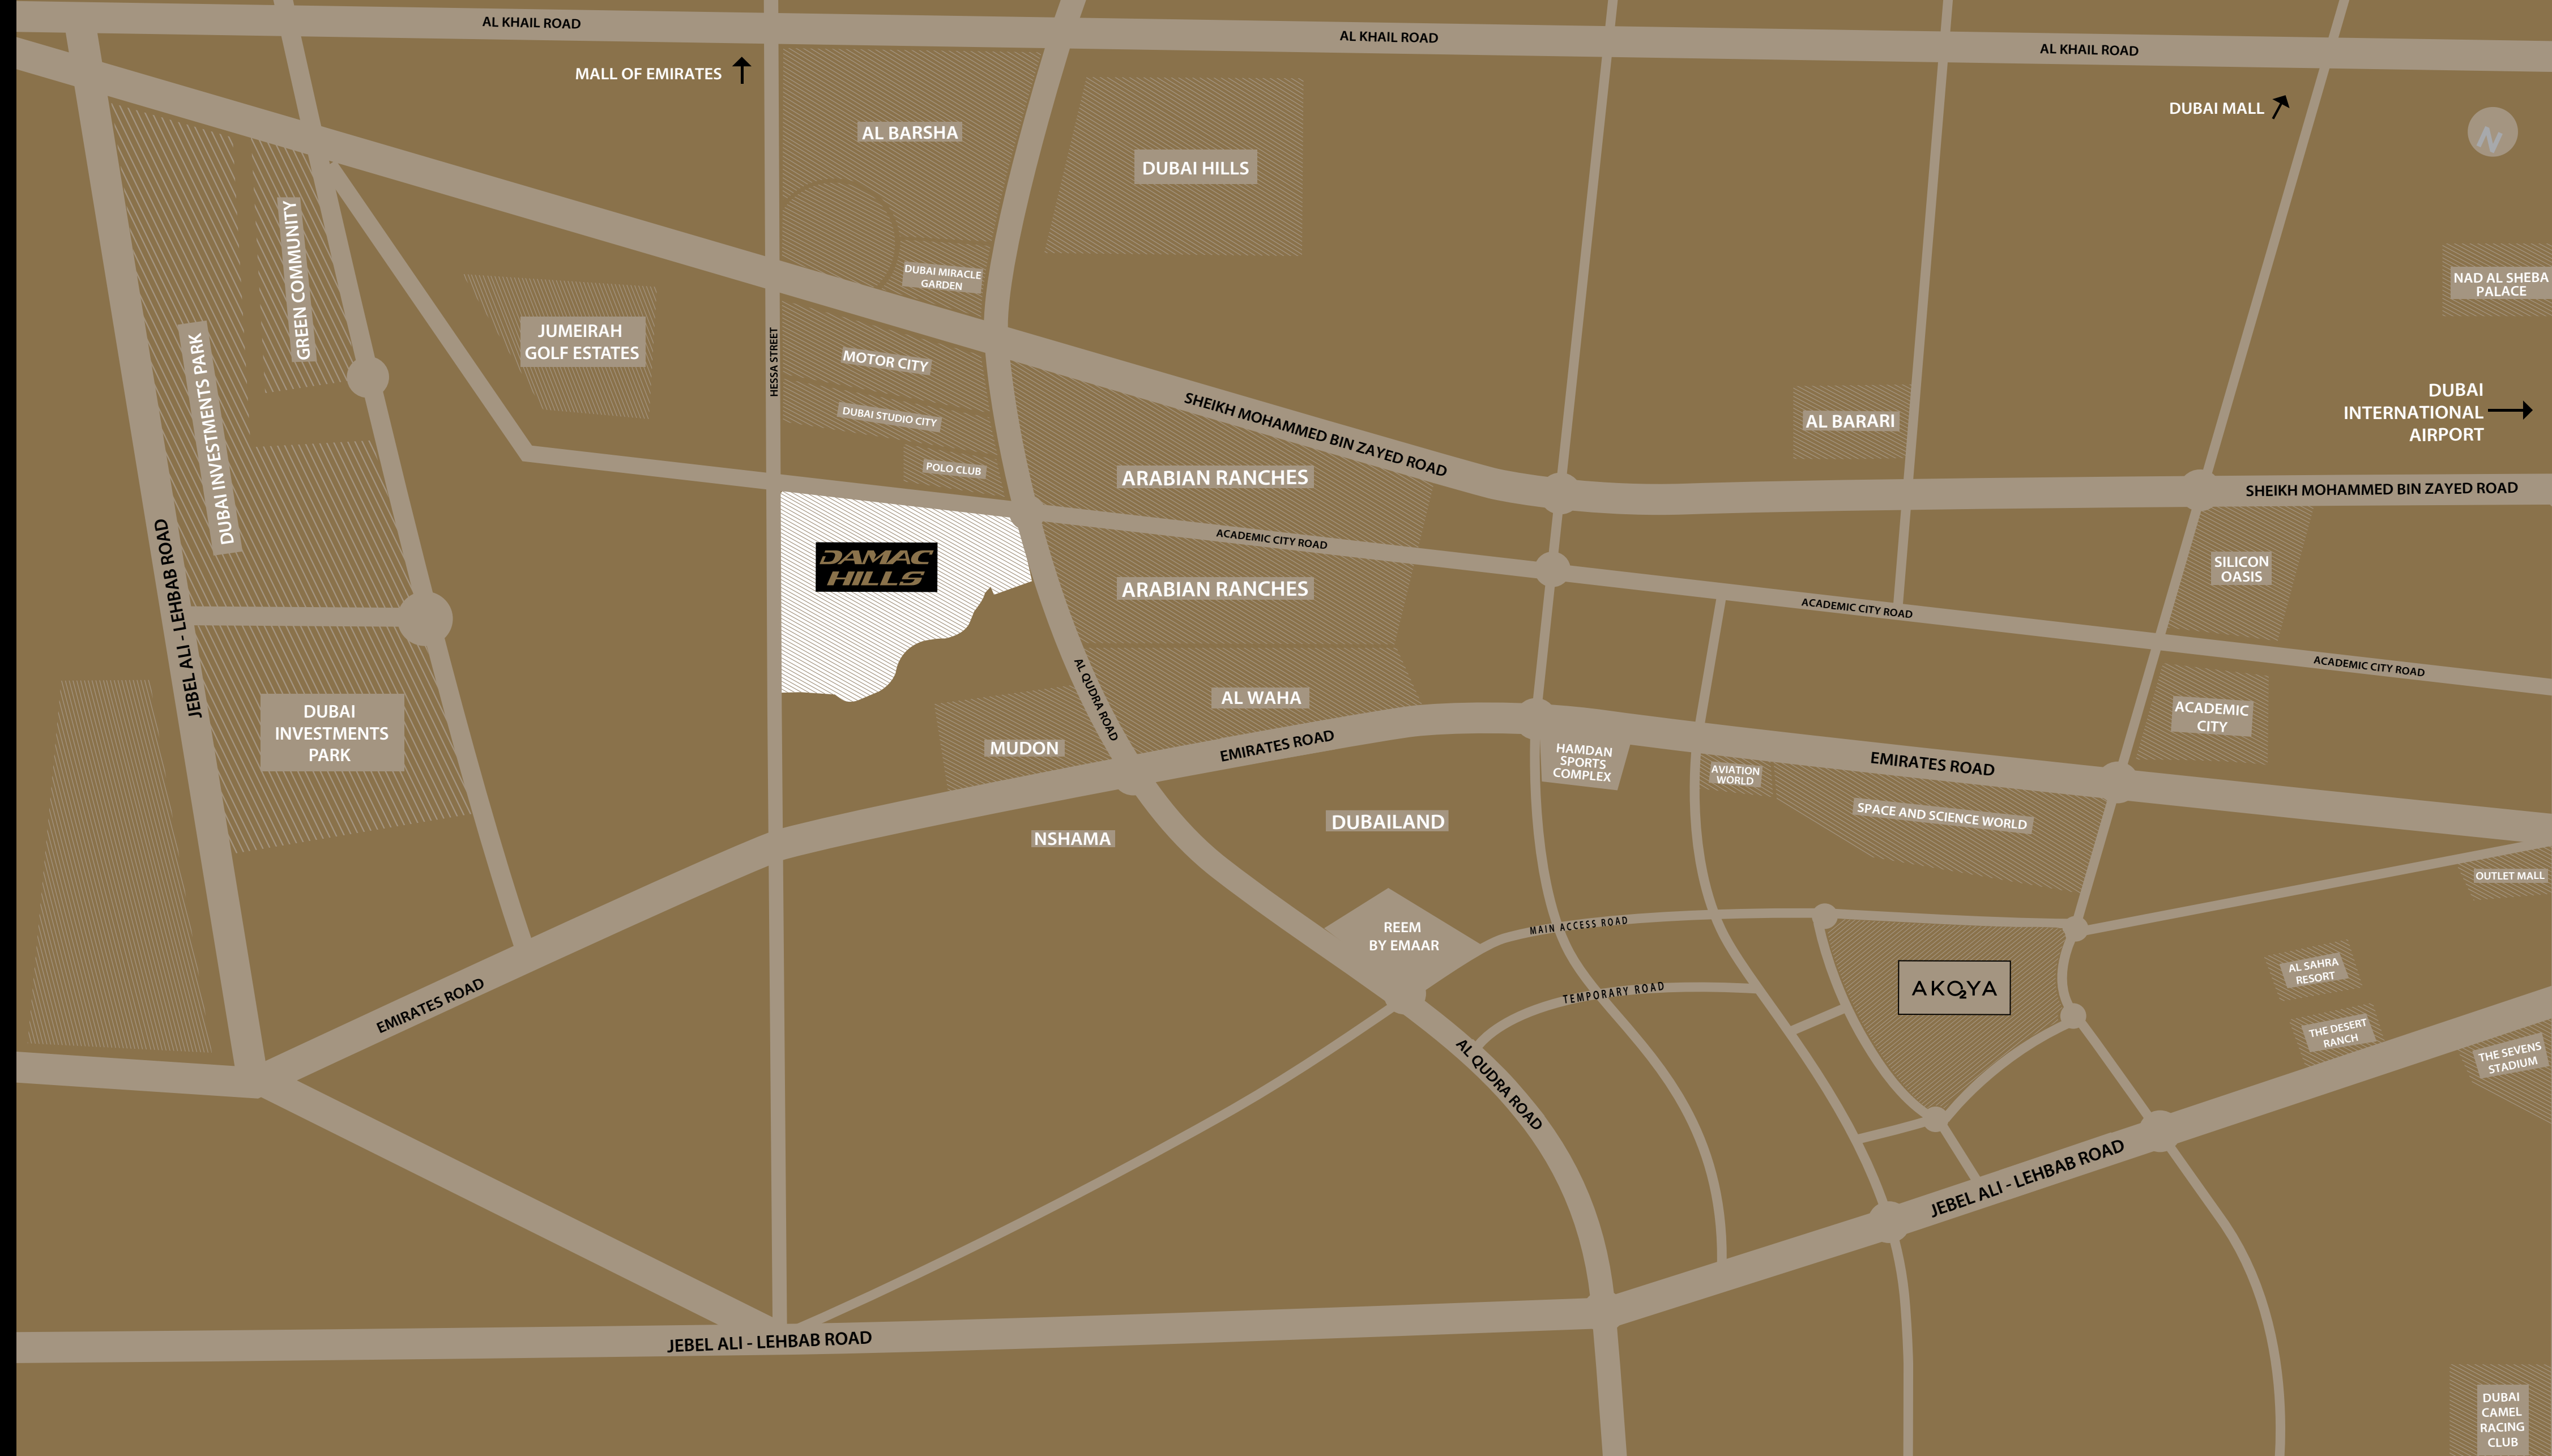 AL KHAIL ROAD
AL KHAIL ROAD
AL KHAIL ROAD
MALL OF EMIRATES
DUBAI MALL
N
AL BARSHA
DUBAI HILLS
GREEN COMMUNITY
DUBAI MIRACLE
GARDEN
NAD AL SHEBA
PALACE
JUMEIRAH
GOLF ESTATES
HESSA STREET
MOTOR CITY
DUBAI STUDIO CITY
POLO CLUB
SHEIKH MOHAMMED BIN ZAYED ROAD
AL BARARI
DUBAI
INTERNATIONAL
AIRPORT
DUBAI INVESTMENTS PARK
ARABIAN RANCHES
SHEIKH MOHAMMED BIN ZAYED ROAD
ACADEMIC CITY ROAD
DAMAC
HILLS
ARABIAN RANCHES
SILICON
OASIS
ACADEMIC CITY ROAD
JEBEL ALI - LEHBAB ROAD
ACADEMIC CITY ROAD
AL QUDRA ROAD
AL WAHA
DUBAI
INVESTMENTS
PARK
ACADEMIC
CITY
MUDON
EMIRATES ROAD
HAMDAN
SPORTS
COMPLEX
AVIATION
WORLD
EMIRATES ROAD
SPACE AND SCIENCE WORLD
NSHAMA
DUBAILAND
OUTLET MALL
REEM
BY EMAAR
MAIN ACCESS ROAD
TEMPORARY ROAD
AKO2YA
AL SAHRA
RESORT
EMIRATES ROAD
THE DESERT
RANCH
THE SEVENS
STADIUM
AL QUDRA ROAD
JEBEL ALI - LEHBAB ROAD
JEBEL ALI - LEHBAB ROAD
DUBAI
CAMEL
RACING
CLUB